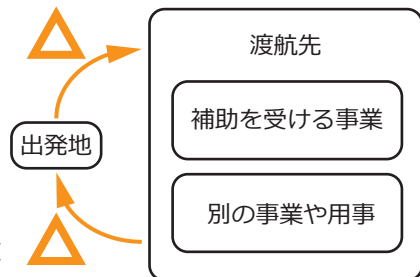 渡航先
補助を受ける事業
出発地
別の事業や用事